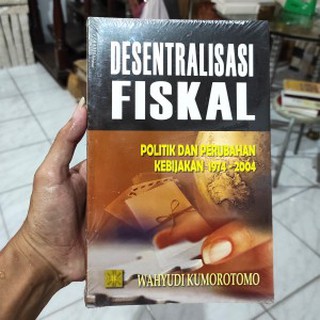 DESENTRALISASI
FISKAL
POLITIK DAN PERUBAHAN
KEBIJAKAN 1974 - 2004
WAHYUDI KUMOROTOMO